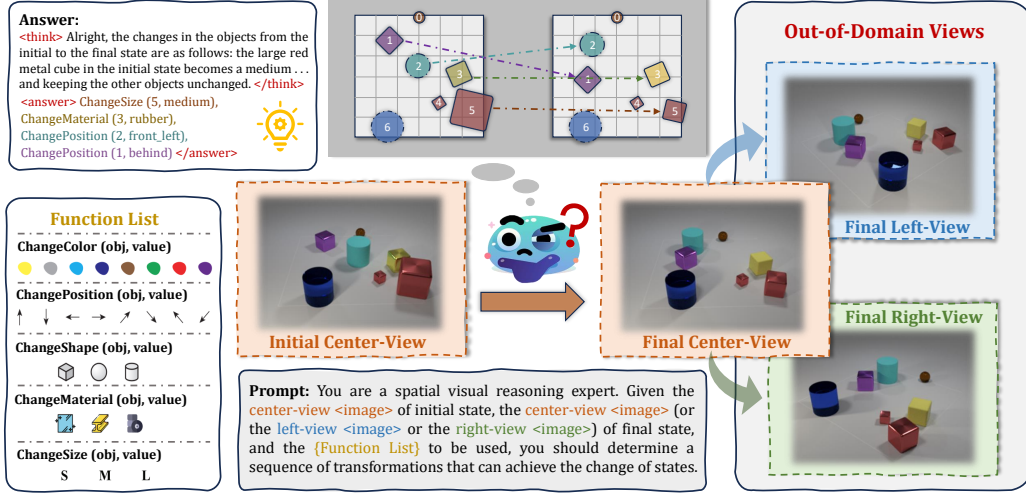 Answer:
<think> Alright, the changes in the objects from the
initial to the final state are as follows: the large red
metal cube in the initial state becomes a medium ...
and keeping the other objects unchanged. </think>
<answer> ChangeSize (5, medium),
ChangeMaterial (3, rubber),
ChangePosition (2, front_left),
ChangePosition (1, behind) </answer>
0
1
2
3
4
5
6
0
2
1
3
4
5
6
Out-of-Domain Views
Final Left-View
Function List
ChangeColor (obj, value)
ChangePosition (obj, value)
ChangeShape (obj, value)
ChangeMaterial (obj, value)
ChangeSize (obj, value)
S M L
Initial Center-View
?
Final Center-View
Final Right-View
Prompt: You are a spatial visual reasoning expert. Given the
center-view <image> of initial state, the center-view <image> (or
the left-view <image> or the right-view <image>) of final state,
and the {Function List} to be used, you should determine a
sequence of transformations that can achieve the change of states.